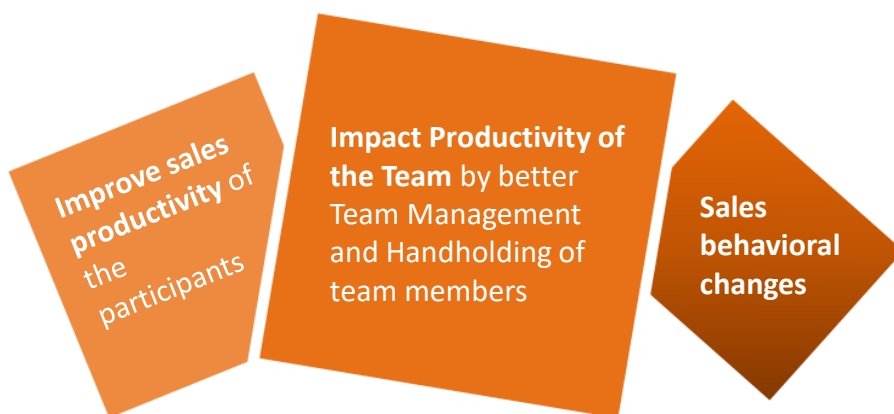 Improve sales
productivity of
the
participants
Impact Productivity of
the Team by better
Team Management
and Handholding of
team members
Sales
behavioral
changes